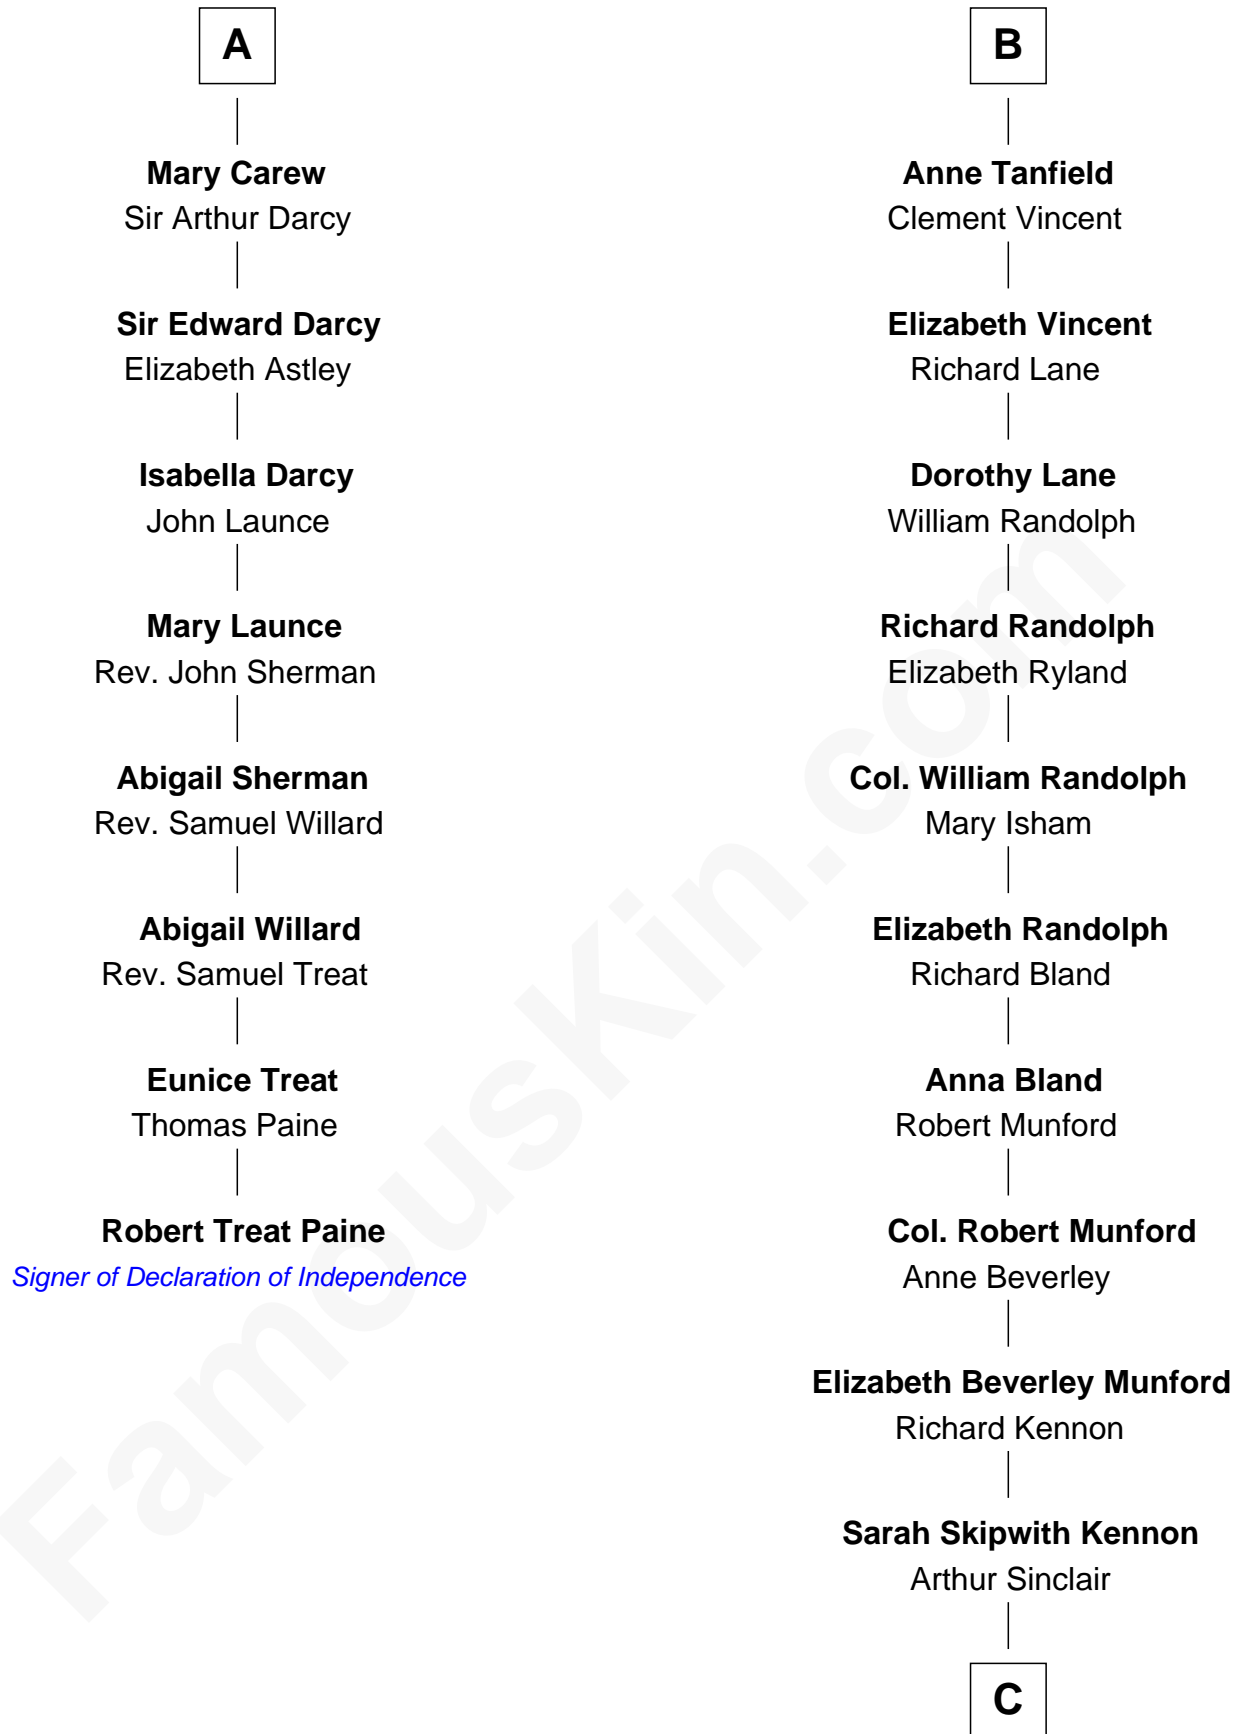 A
Mary Carew
Sir Arthur Darcy
Sir Edward Darcy
Elizabeth Astley
Isabella Darcy
John Launce
Mary Launce
Rev. John Sherman
Abigail Sherman
Rev. Samuel Willard
Abigail Willard
Rev. Samuel Treat
Eunice Treat
Thomas Paine
Robert Treat Paine
Signer of Declaration of Independence
B
Anne Tanfield
Clement Vincent
Elizabeth Vincent
Richard Lane
Dorothy Lane
William Randolph
Richard Randolph
Elizabeth Ryland
Col. William Randolph
Mary Isham
Elizabeth Randolph
Richard Bland
Anna Bland
Robert Munford
Col. Robert Munford
Anne Beverley
Elizabeth Beverley Munford
Richard Kennon
Sarah Skipwith Kennon
Arthur Sinclair
C
FamousKin.com